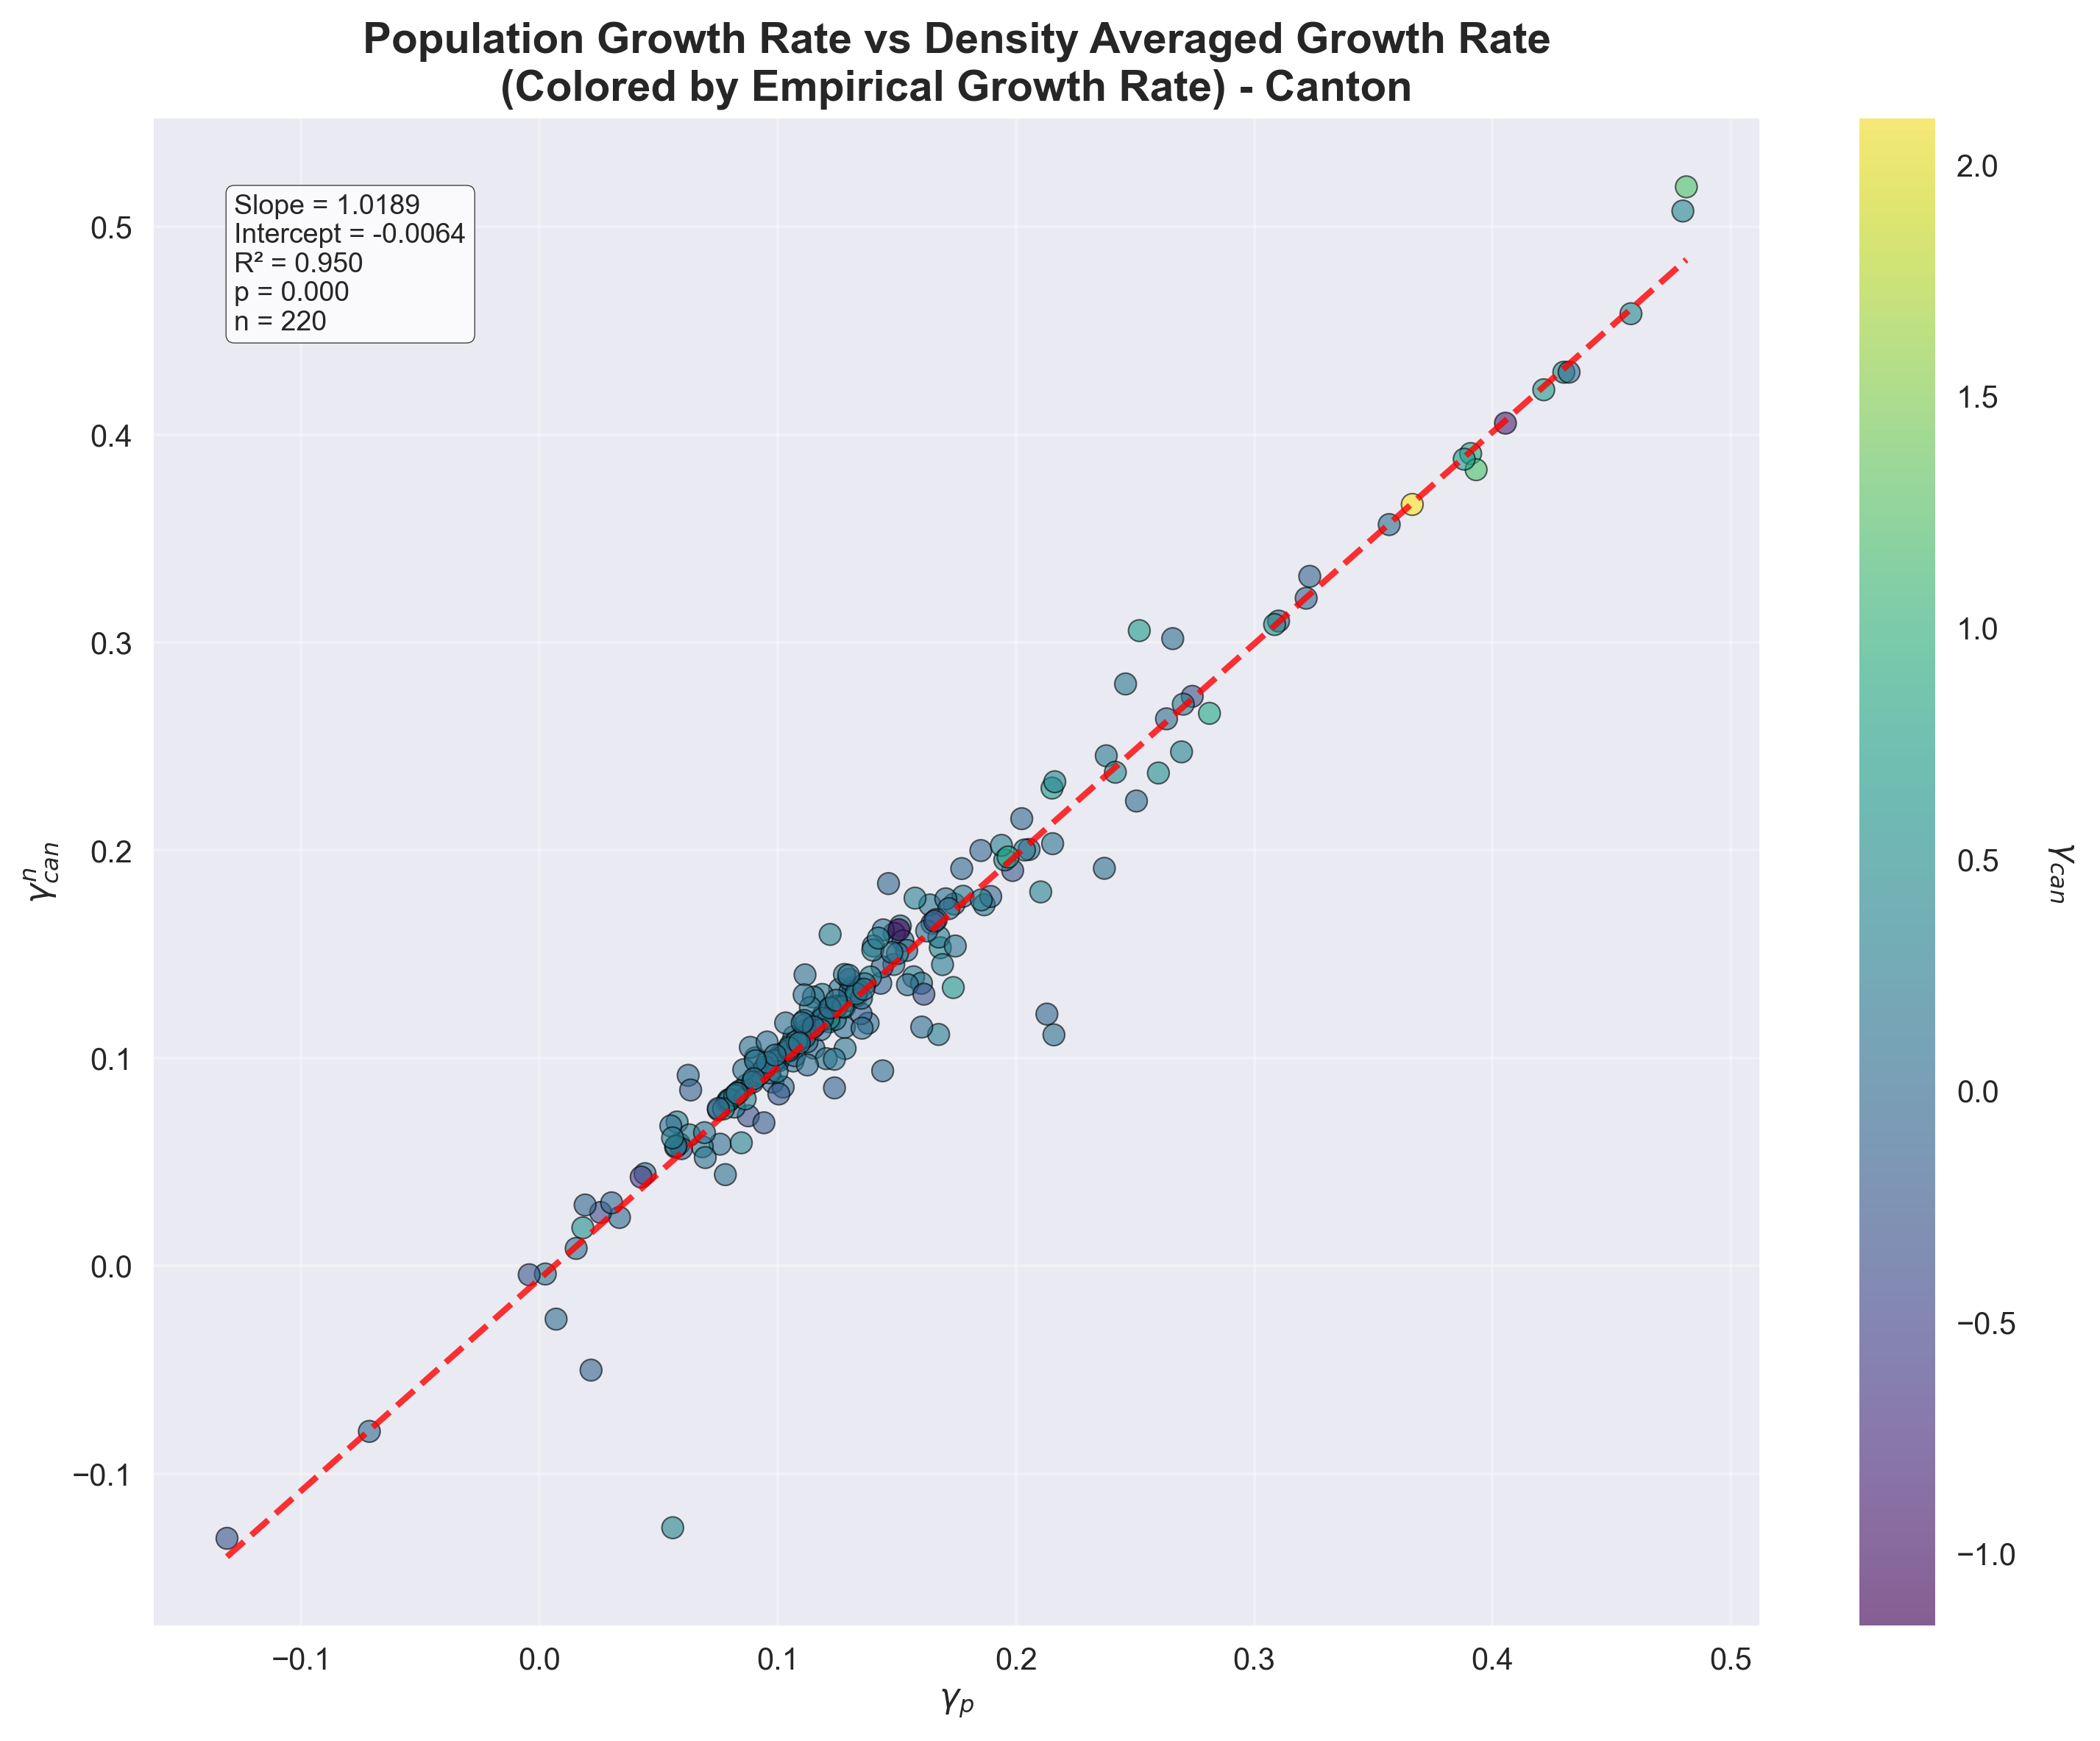 Population Growth Rate vs Density Averaged Growth Rate
(Colored by Empirical Growth Rate) - Canton
Slope = 1.0189
Intercept = -0.0064
R² = 0.950
p = 0.000
n = 220
0.5
0.4
0.3
0.2
0.1
0.0
−0.1
γⁿcan
−0.1
0.0
0.1
0.2
0.3
0.4
0.5
γp
2.0
1.5
1.0
0.5
0.0
−0.5
−1.0
γcan